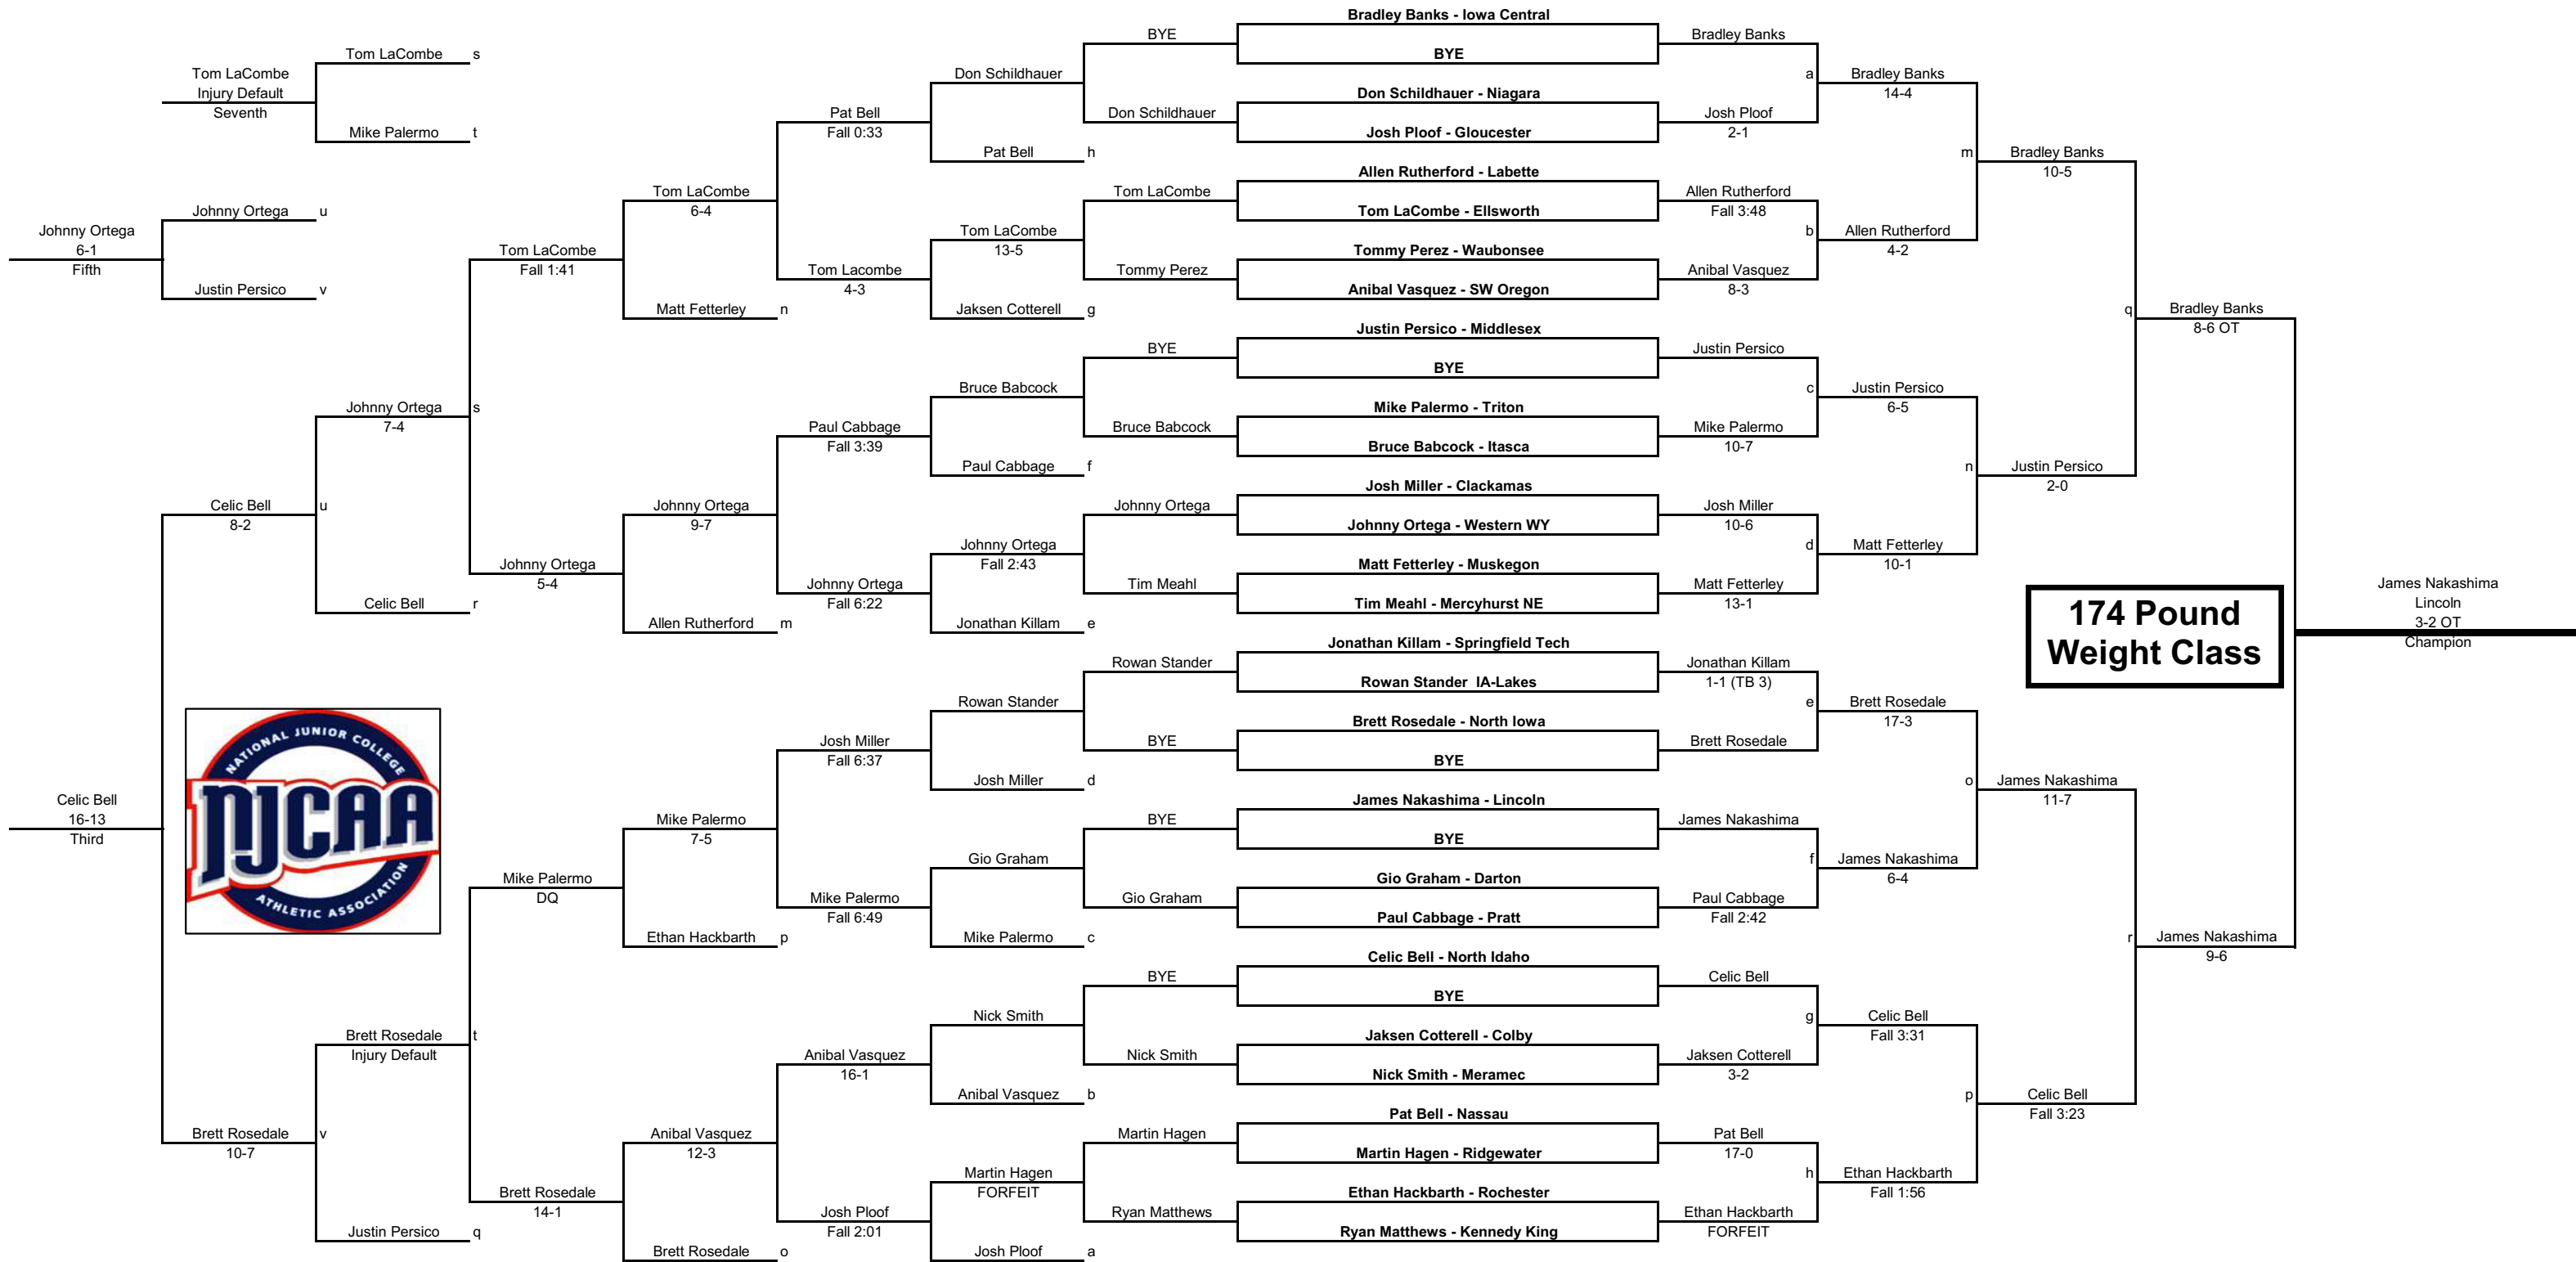 Bradley Banks - Iowa Central
BYE
Bradley Banks
BYE
Tom LaCombe s
Tom LaCombe
Injury Default
Seventh
Don Schildhauer
a
Bradley Banks
14-4
Don Schildhauer - Niagara
Pat Bell
Fall 0:33
Don Schildhauer
Josh Ploof
2-1
Mike Palermo t
Josh Ploof - Gloucester
Pat Bell h
m
Bradley Banks
10-5
Allen Rutherford - Labette
Tom LaCombe
6-4
Tom LaCombe
Allen Rutherford
Fall 3:48
Johnny Ortega u
Tom LaCombe - Ellsworth
Johnny Ortega
6-1
Fifth
Tom LaCombe
13-5
b
Allen Rutherford
4-2
Tom LaCombe
Fall 1:41
Tommy Perez - Waubonsee
Tom Lacombe
4-3
Tommy Perez
Anibal Vasquez
8-3
Justin Persico v
Anibal Vasquez - SW Oregon
Matt Fetterley n
Jaksen Cotterell g
q
Bradley Banks
8-6 OT
Justin Persico - Middlesex
BYE
Justin Persico
BYE
Bruce Babcock
c
Justin Persico
6-5
Johnny Ortega s
7-4
Mike Palermo - Triton
Paul Cabbage
Fall 3:39
Bruce Babcock
Mike Palermo
10-7
Bruce Babcock - Itasca
Paul Cabbage f
n
Justin Persico
2-0
Josh Miller - Clackamas
Celic Bell u
8-2
Johnny Ortega
9-7
Johnny Ortega
Josh Miller
10-6
Johnny Ortega - Western WY
Johnny Ortega
Fall 2:43
d
Matt Fetterley
10-1
Johnny Ortega
5-4
Matt Fetterley - Muskegon
Johnny Ortega
Fall 6:22
Tim Meahl
Matt Fetterley
13-1
James Nakashima
Lincoln
3-2 OT
Champion
Celic Bell r
Tim Meahl - Mercyhurst NE
174 Pound
Weight Class
Allen Rutherford m
Jonathan Killam e
Jonathan Killam - Springfield Tech
Rowan Stander
Jonathan Killam
1-1 (TB 3)
Rowan Stander IA-Lakes
Rowan Stander
e
Brett Rosedale
17-3
Brett Rosedale - North Iowa
NATIONAL JUNIOR COLLEGE
NJCAA
ATHLETIC ASSOCIATION
Josh Miller
Fall 6:37
BYE
Brett Rosedale
BYE
Josh Miller d
o
James Nakashima
11-7
James Nakashima - Lincoln
Celic Bell
16-13
Third
Mike Palermo
7-5
BYE
James Nakashima
BYE
Gio Graham
f
James Nakashima
6-4
Mike Palermo
DQ
Gio Graham - Darton
Mike Palermo
Fall 6:49
Gio Graham
Paul Cabbage
Fall 2:42
Paul Cabbage - Pratt
Ethan Hackbarth p
Mike Palermo c
r
James Nakashima
9-6
Celic Bell - North Idaho
BYE
Celic Bell
BYE
Nick Smith
g
Celic Bell
Fall 3:31
Brett Rosedale t
Injury Default
Jaksen Cotterell - Colby
Anibal Vasquez
16-1
Nick Smith
Jaksen Cotterell
3-2
Nick Smith - Meramec
Anibal Vasquez b
p
Celic Bell
Fall 3:23
Pat Bell - Nassau
Brett Rosedale v
10-7
Anibal Vasquez
12-3
Martin Hagen
Pat Bell
17-0
Martin Hagen - Ridgewater
Martin Hagen
FORFEIT
h
Ethan Hackbarth
Fall 1:56
Brett Rosedale
14-1
Ethan Hackbarth - Rochester
Josh Ploof
Fall 2:01
Ryan Matthews
Ethan Hackbarth
FORFEIT
Justin Persico q
Ryan Matthews - Kennedy King
Brett Rosedale o
Josh Ploof a